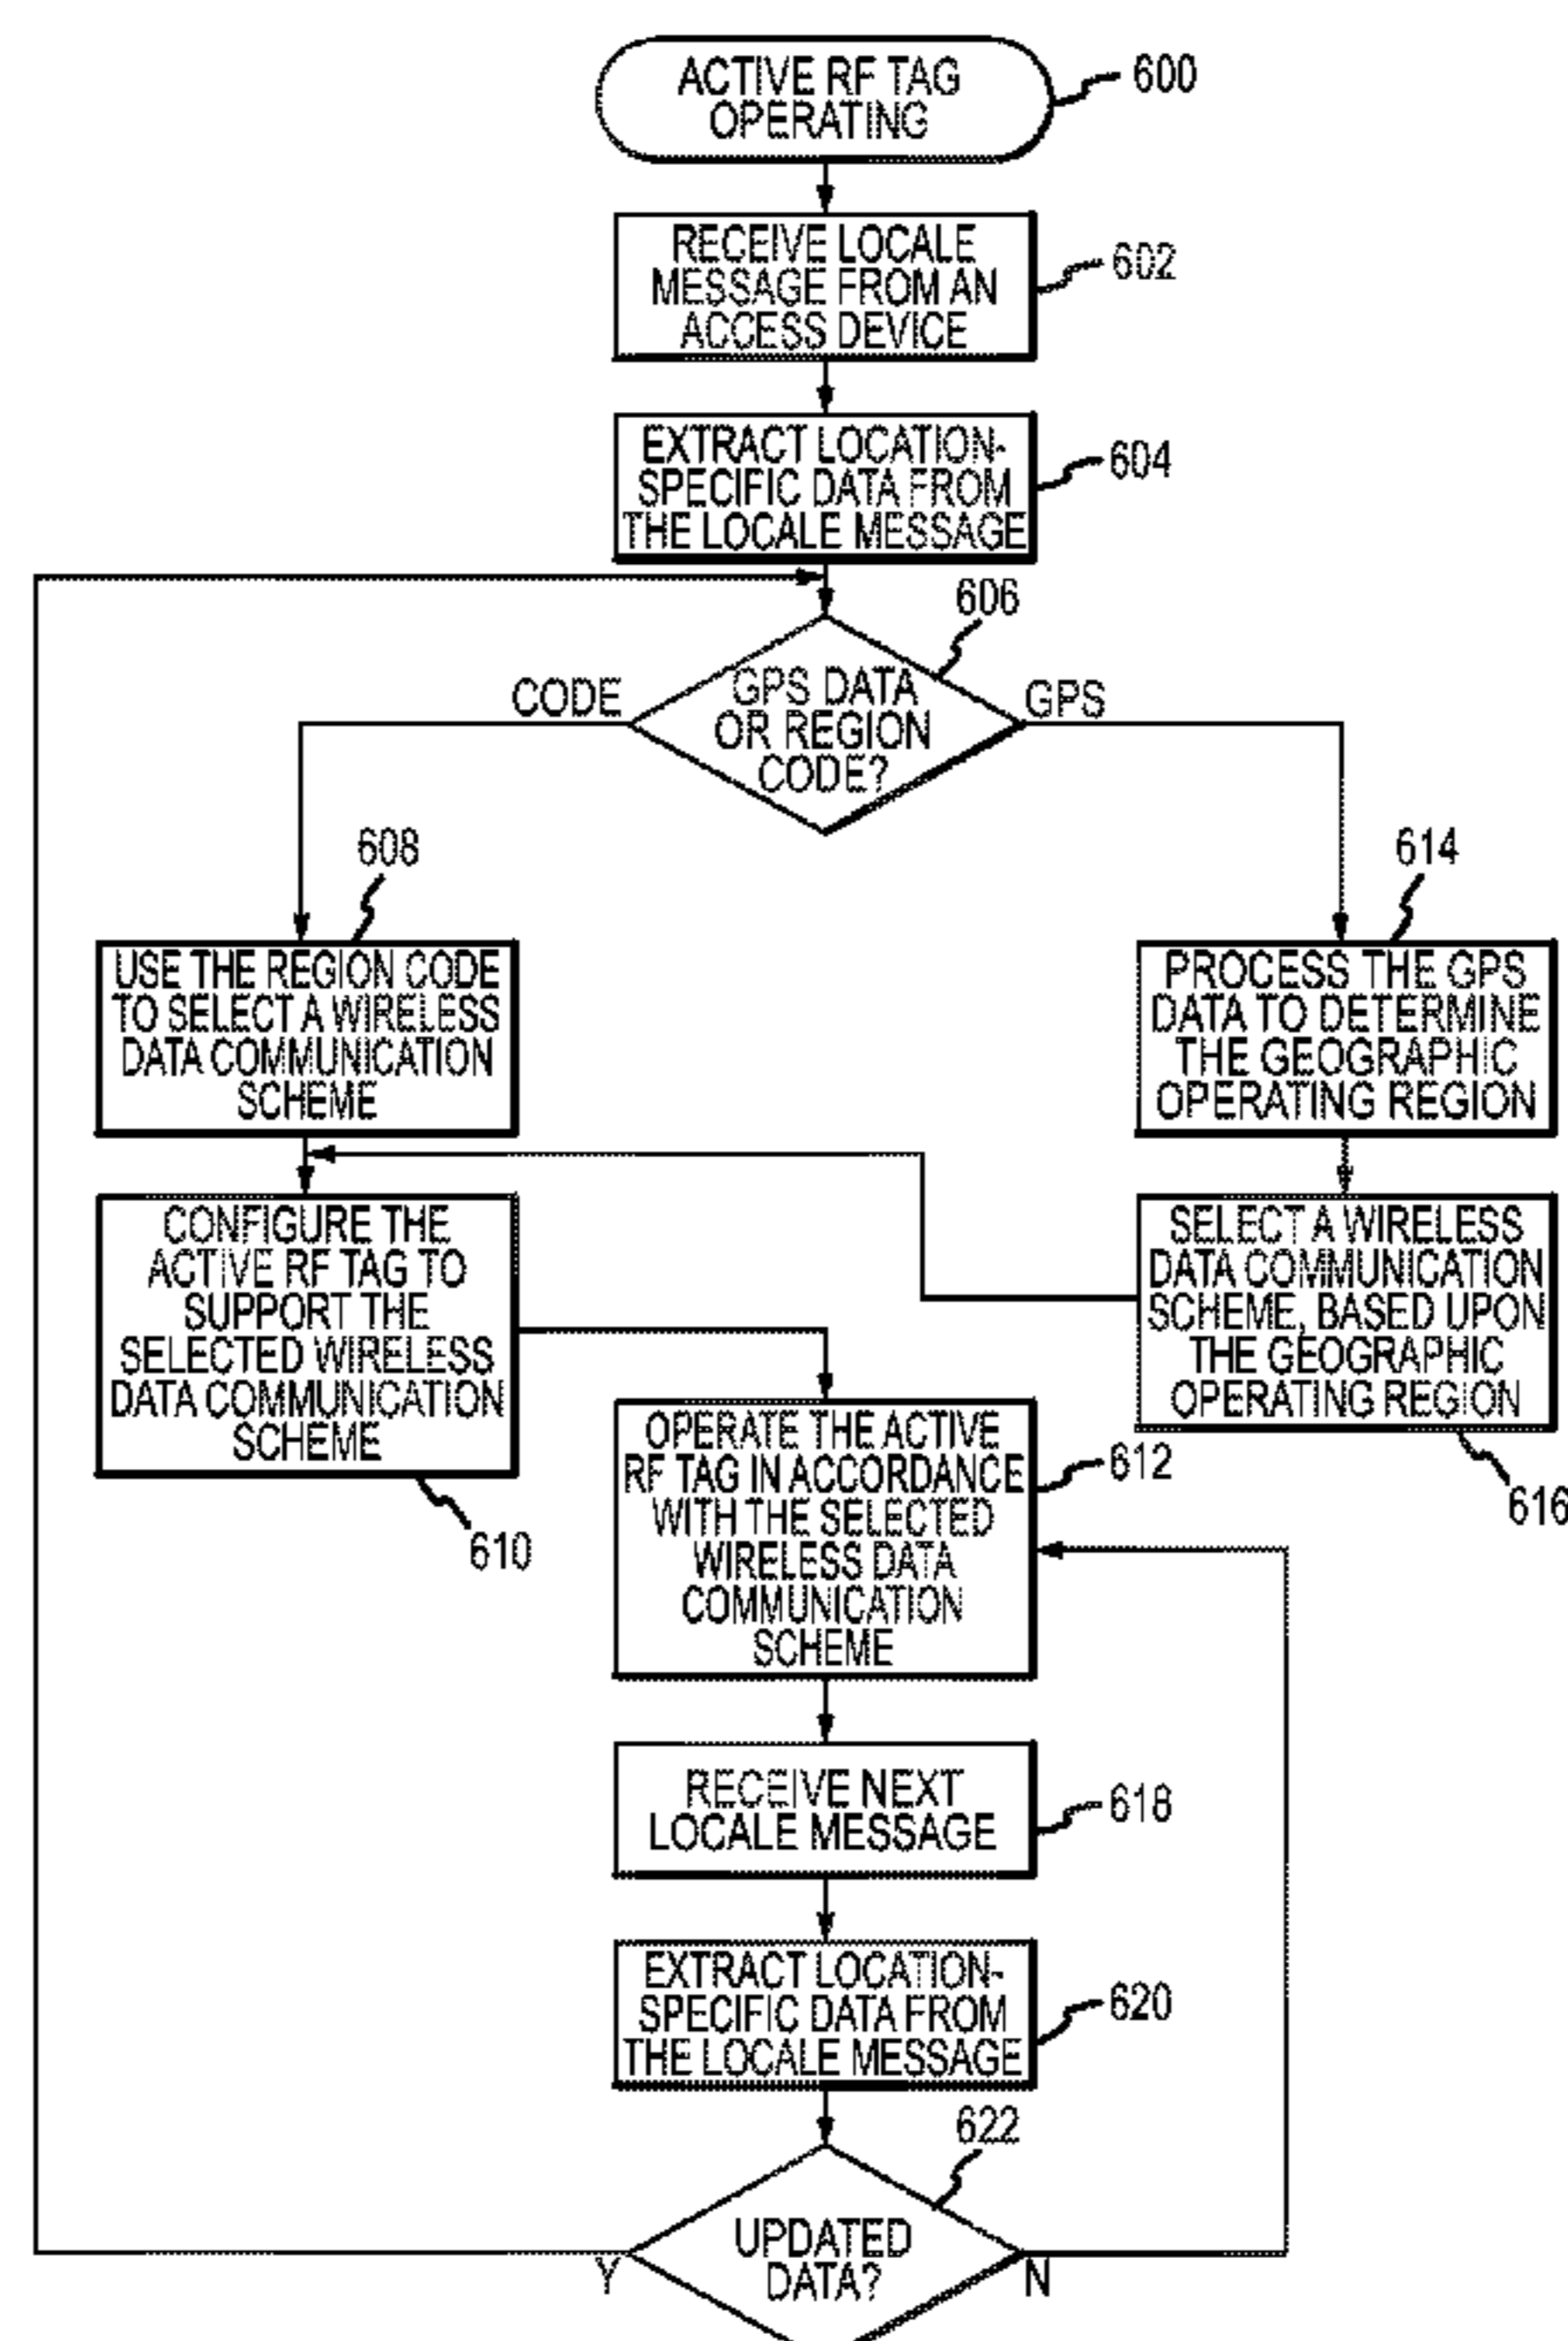 ACTIVE RF TAG
OPERATING
600
RECEIVE LOCALE
MESSAGE FROM AN
ACCESS DEVICE
602
EXTRACT LOCATION-
SPECIFIC DATA FROM
THE LOCALE MESSAGE
604
606
GPS DATA
OR REGION
CODE?
CODE
GPS
608
USE THE REGION CODE
TO SELECT A WIRELESS
DATA COMMUNICATION
SCHEME
614
PROCESS THE GPS
DATA TO DETERMINE
THE GEOGRAPHIC
OPERATING REGION
CONFIGURE THE
ACTIVE RF TAG TO
SUPPORT THE
SELECTED WIRELESS
DATA COMMUNICATION
SCHEME
610
SELECT A WIRELESS
DATA COMMUNICATION
SCHEME, BASED UPON
THE GEOGRAPHIC
OPERATING REGION
616
OPERATE THE ACTIVE
RF TAG IN ACCORDANCE
WITH THE SELECTED
WIRELESS DATA
COMMUNICATION
SCHEME
612
RECEIVE NEXT
LOCALE MESSAGE
618
EXTRACT LOCATION-
SPECIFIC DATA FROM
THE LOCALE MESSAGE
620
622
UPDATED
DATA?
Y
N